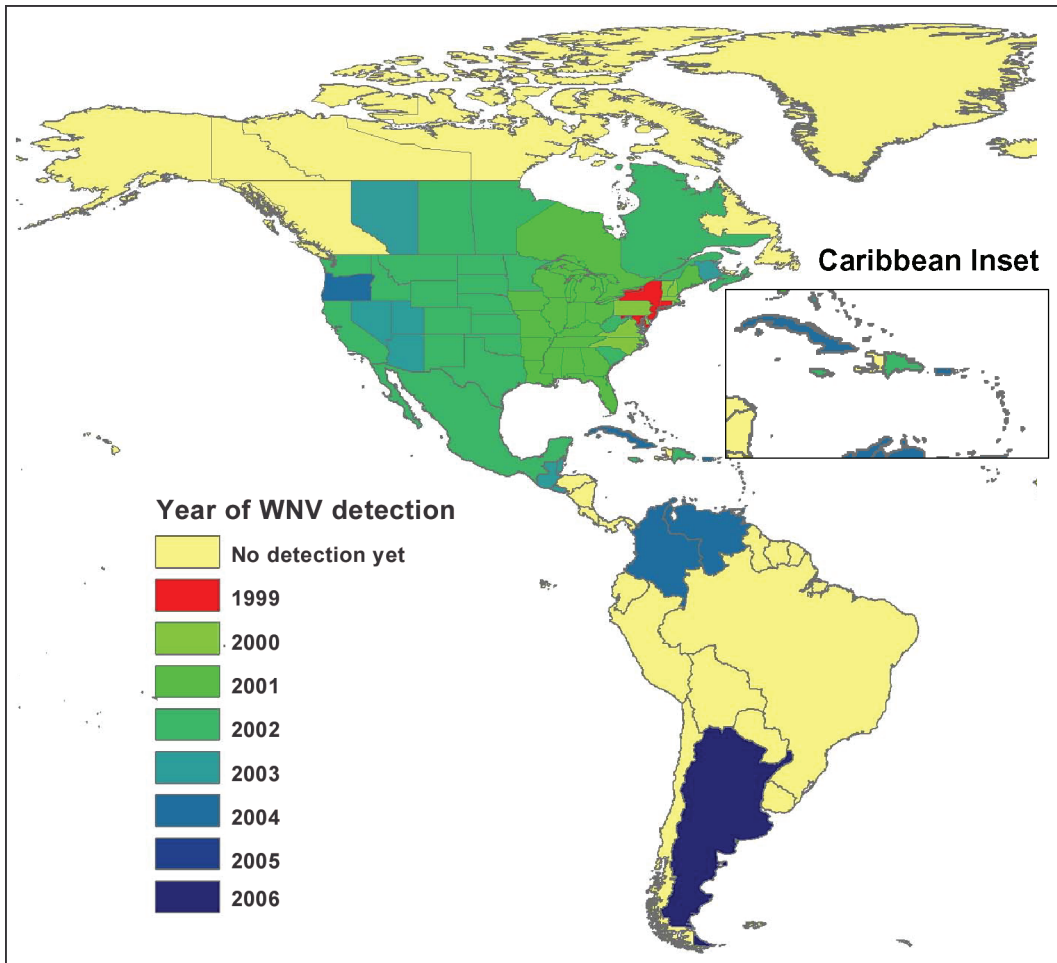 Caribbean Inset
Year of WNV detection
No detection yet
1999
2000
2001
2002
2003
2004
2005
2006